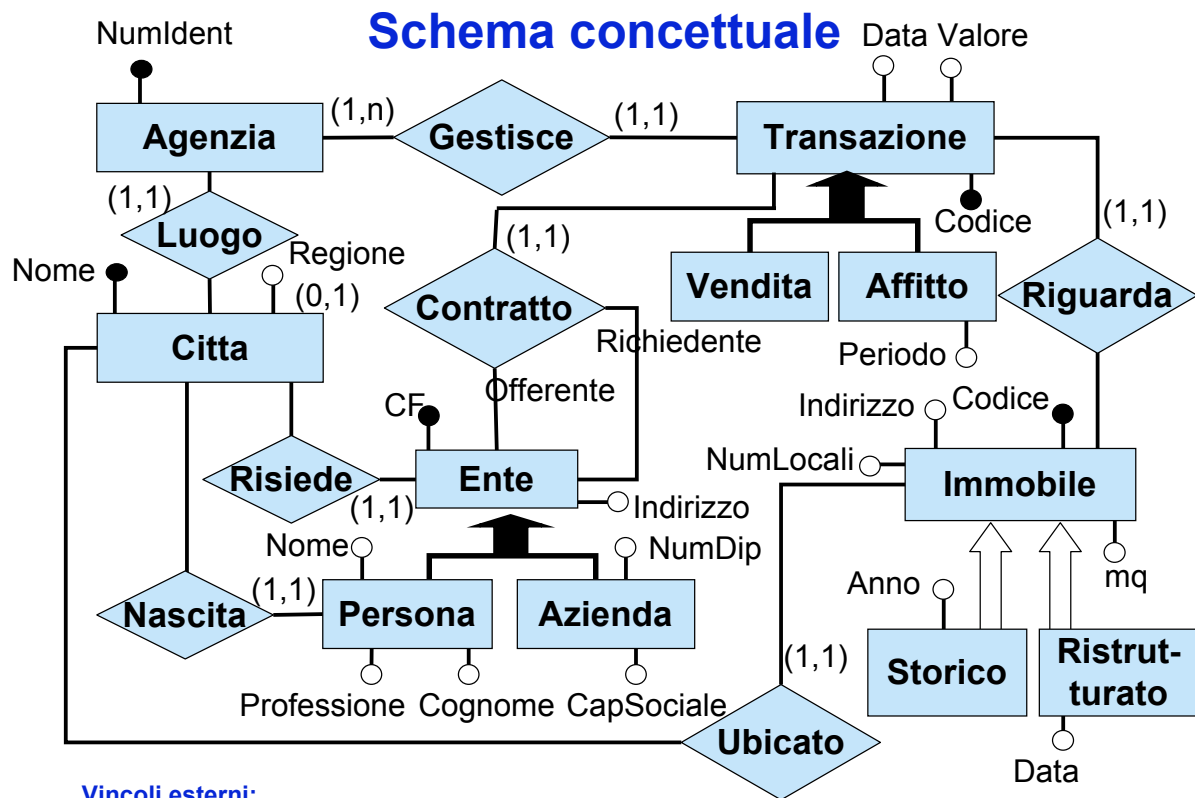 Schema concettuale
NumIdent
Data Valore
Agenzia
(1,n)
Gestisce
(1,1)
Transazione
(1,1)
Luogo
Codice
(1,1)
Nome
Regione
(0,1)
(1,1)
Contratto
Vendita
Affitto
Riguarda
Citta
Richiedente
Periodo
Offerente
CF
Indirizzo
Codice
Risiede
(1,1)
Ente
NumLocali
Immobile
Indirizzo
Nome
NumDip
mq
Nascita
(1,1)
Persona
Azienda
Anno
(1,1)
Storico
Ristrut-
turato
Professione
Cognome
CapSociale
Ubicato
Data
Vincoli esterni: